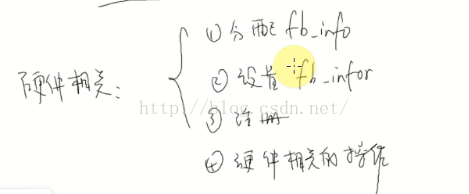 ① 分配 fb_info
硬件相关：
② 设置 fb_infor
http://blog.csdn.net/
③ 注册
④ 硬件相关的操作